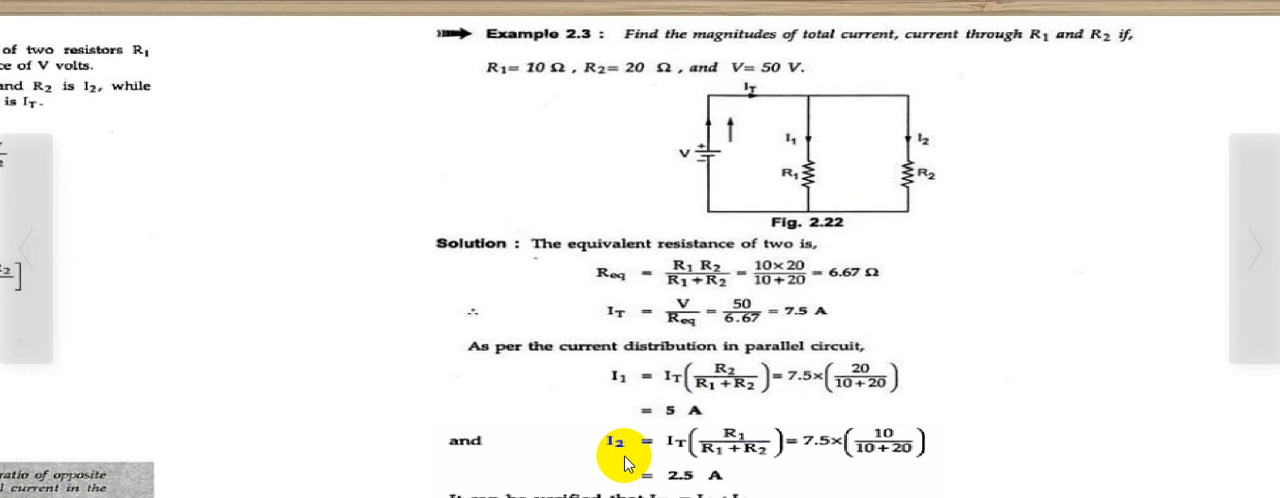 of two resistors R1
ce of V volts.
and R2 is I2, while
is IT.
2]
ratio of opposite
l current in the
Example 2.3 : Find the magnitudes of total current, current through R1 and R2 if,
R1= 10 Ω , R2= 20 Ω , and V= 50 V.
IT
I1
I2
V
+
−
R1
R2
Fig. 2.22
Solution : The equivalent resistance of two is,
Req = R1 R2 / R1 + R2 = 10×20 / 10+20 = 6.67 Ω
∴ IT = V / Req = 50 / 6.67 = 7.5 A
As per the current distribution in parallel circuit,
I1 = IT ( R2 / R1 + R2 ) = 7.5× ( 20 / 10+20 )
= 5 A
and I2 = IT ( R1 / R1 + R2 ) = 7.5× ( 10 / 10+20 )
= 2.5 A